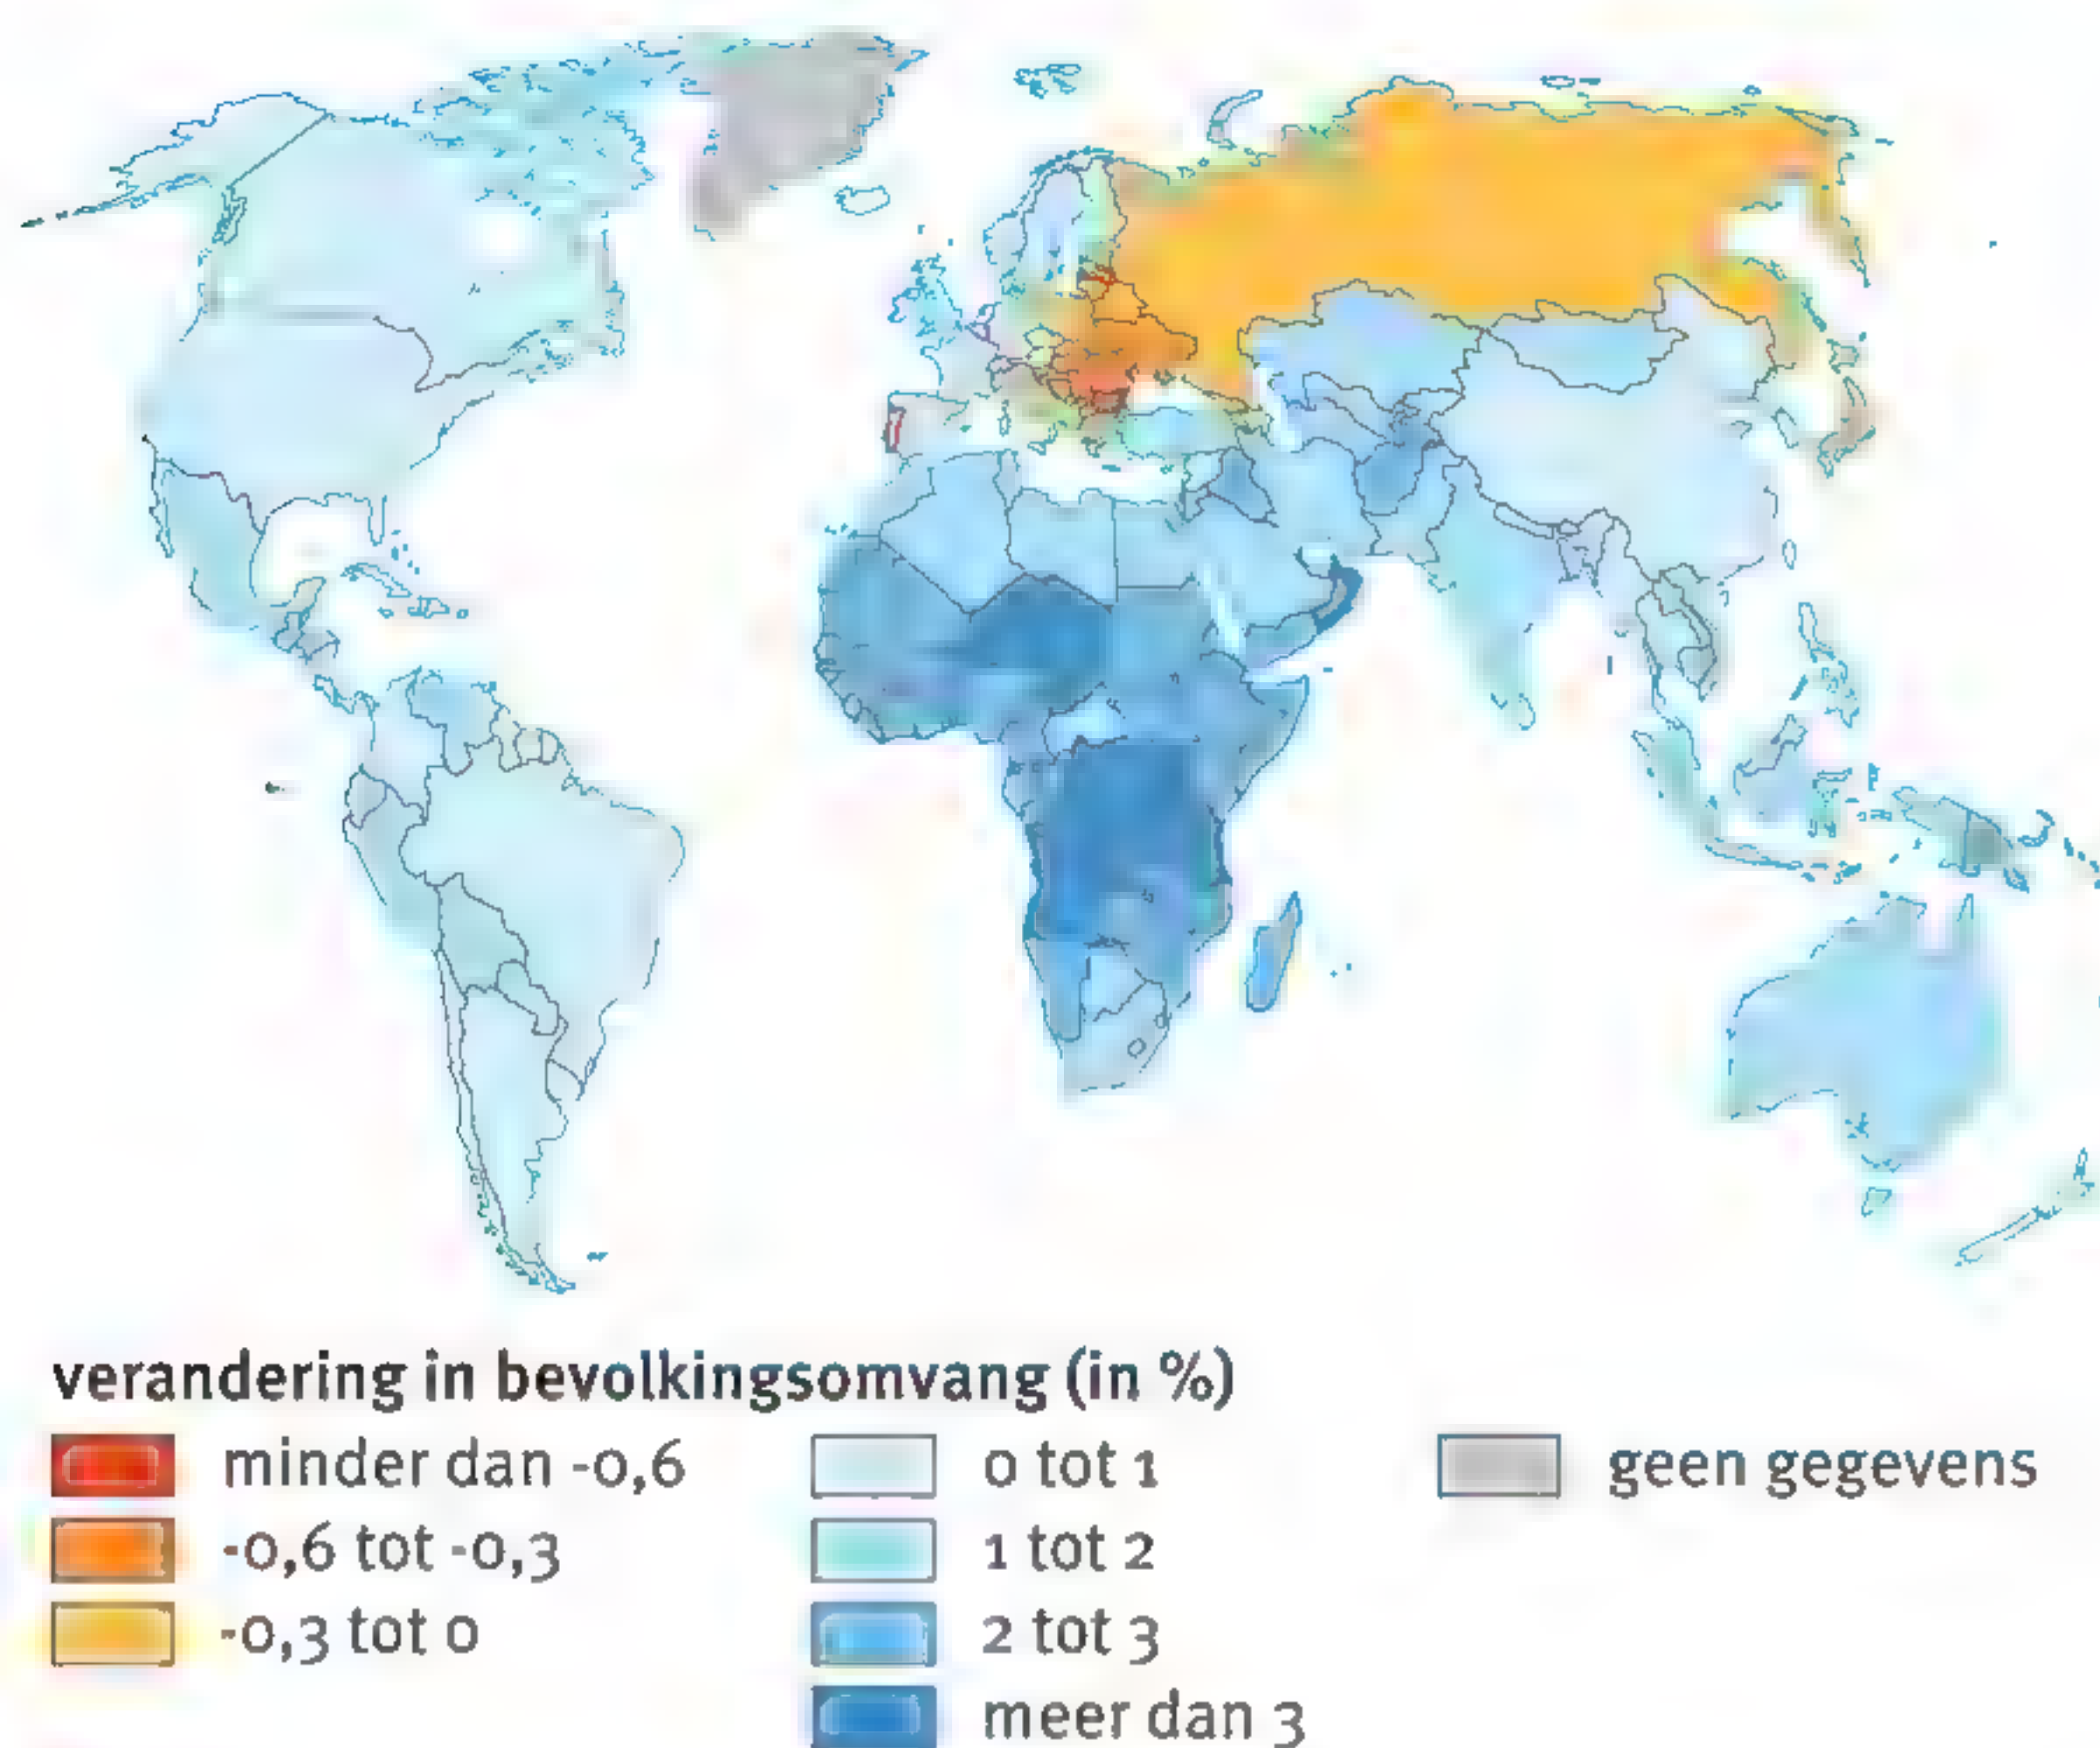 verandering in bevolkingsomvang (in %)
minder dan -0,6
-0,6 tot -0,3
-0,3 tot 0
0 tot 1
1 tot 2
2 tot 3
meer dan 3
geen gegevens